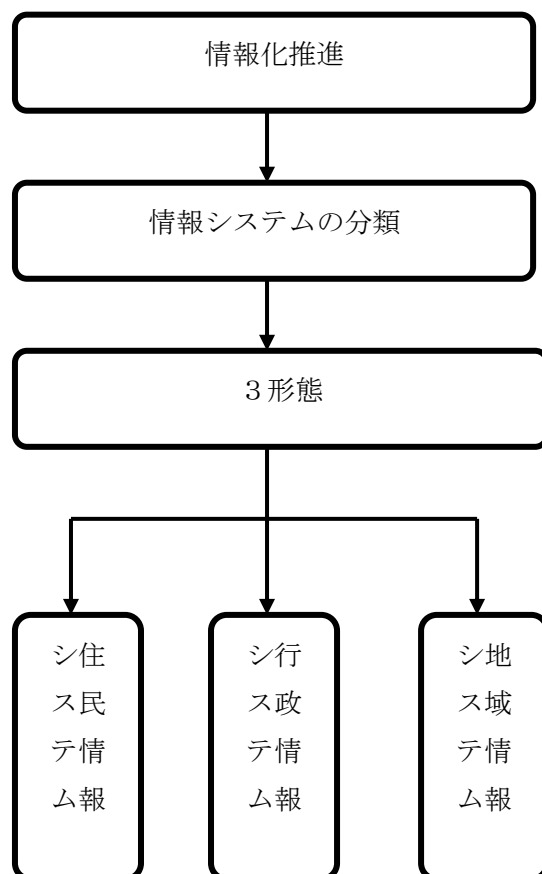 情報化推進
情報システムの分類
３形態
住民情報
システム
行政情報
システム
地域情報
システム